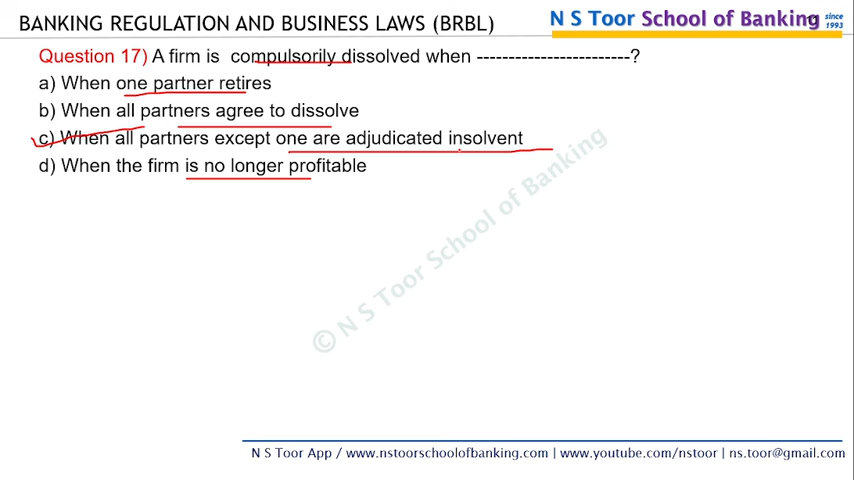 BANKING REGULATION AND BUSINESS LAWS (BRBL)
N S Toor School of Banking since 1993
Question 17) A firm is compulsorily dissolved when ------------------------?
a) When one partner retires
b) When all partners agree to dissolve
c) When all partners except one are adjudicated insolvent
d) When the firm is no longer profitable
© N S Toor School of Banking
N S Toor App / www.nstoorschoolofbanking.com | www.youtube.com/nstoor | ns.toor@gmail.com